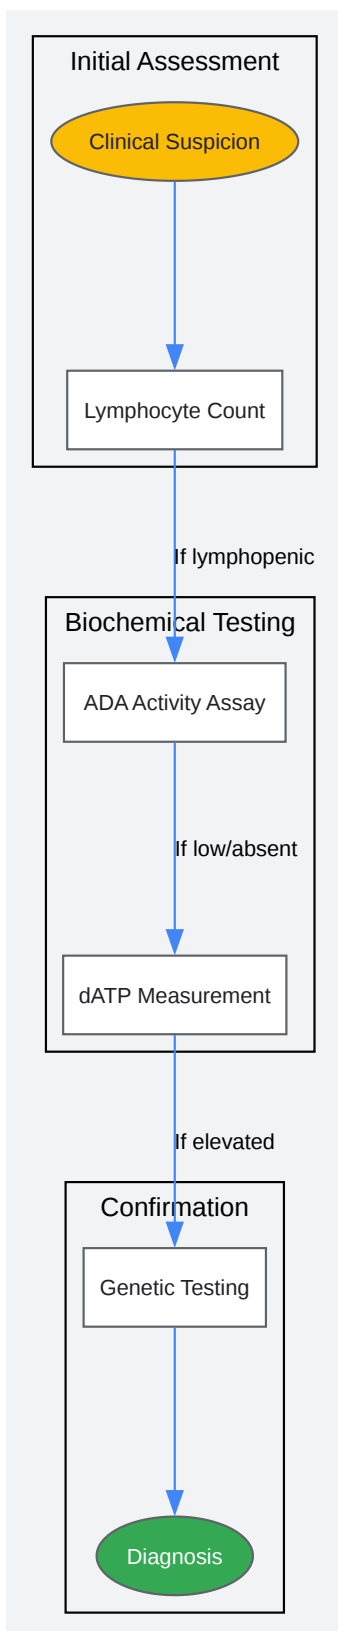 Initial Assessment
Clinical Suspicion
Lymphocyte Count
If lymphopenic
Biochemical Testing
ADA Activity Assay
If low/absent
dATP Measurement
If elevated
Confirmation
Genetic Testing
Diagnosis